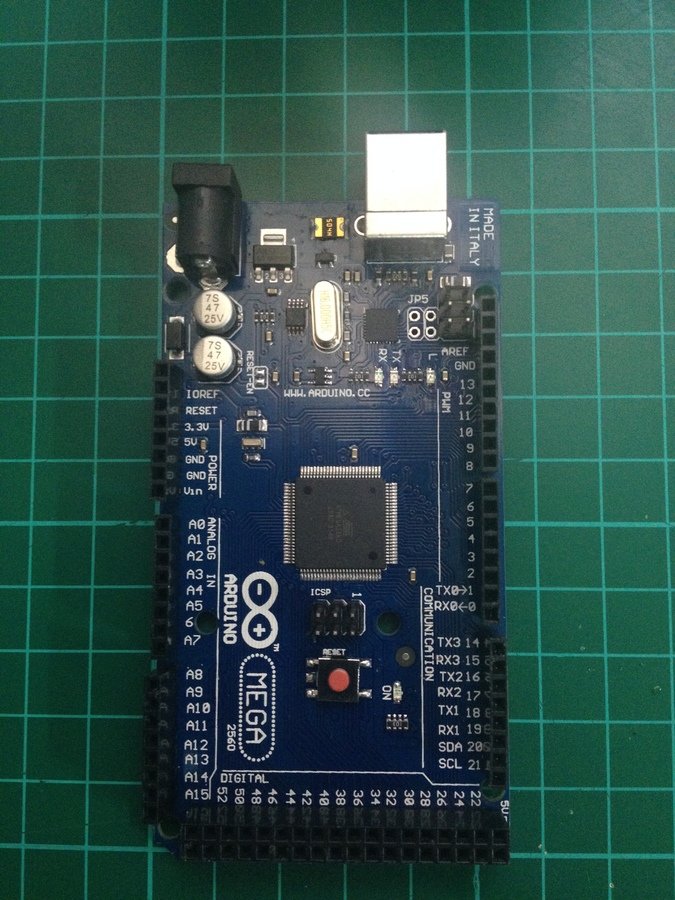 MADE
IN ITALY
7S
47
25V
7S
47
25V
JP5
RESET-EN
RX
TX
L
WWW.ARDUINO.CC
AREF
GND
13
12
11
10
9
8
PWM
7
6
5
4
3
2
TX0→1
RX0←0
IOREF
RESET
3.3V
5V
GND
GND
Vin
POWER
A0
A1
A2
A3
A4
A5
6
A7
ANALOG IN
A8
A9
A10
A11
A12
A13
A14
A15
ARDUINO
TM
MEGA
2560
ICSP
1
RESET
ON
COMMUNICATION
TX3 14
RX3 15
TX2 16
RX2 17
TX1 18
RX1 19
SDA 20
SCL 21
DIGITAL
52 50 48 46 44 42 40 38 36 34 32 30 28 26 24 22